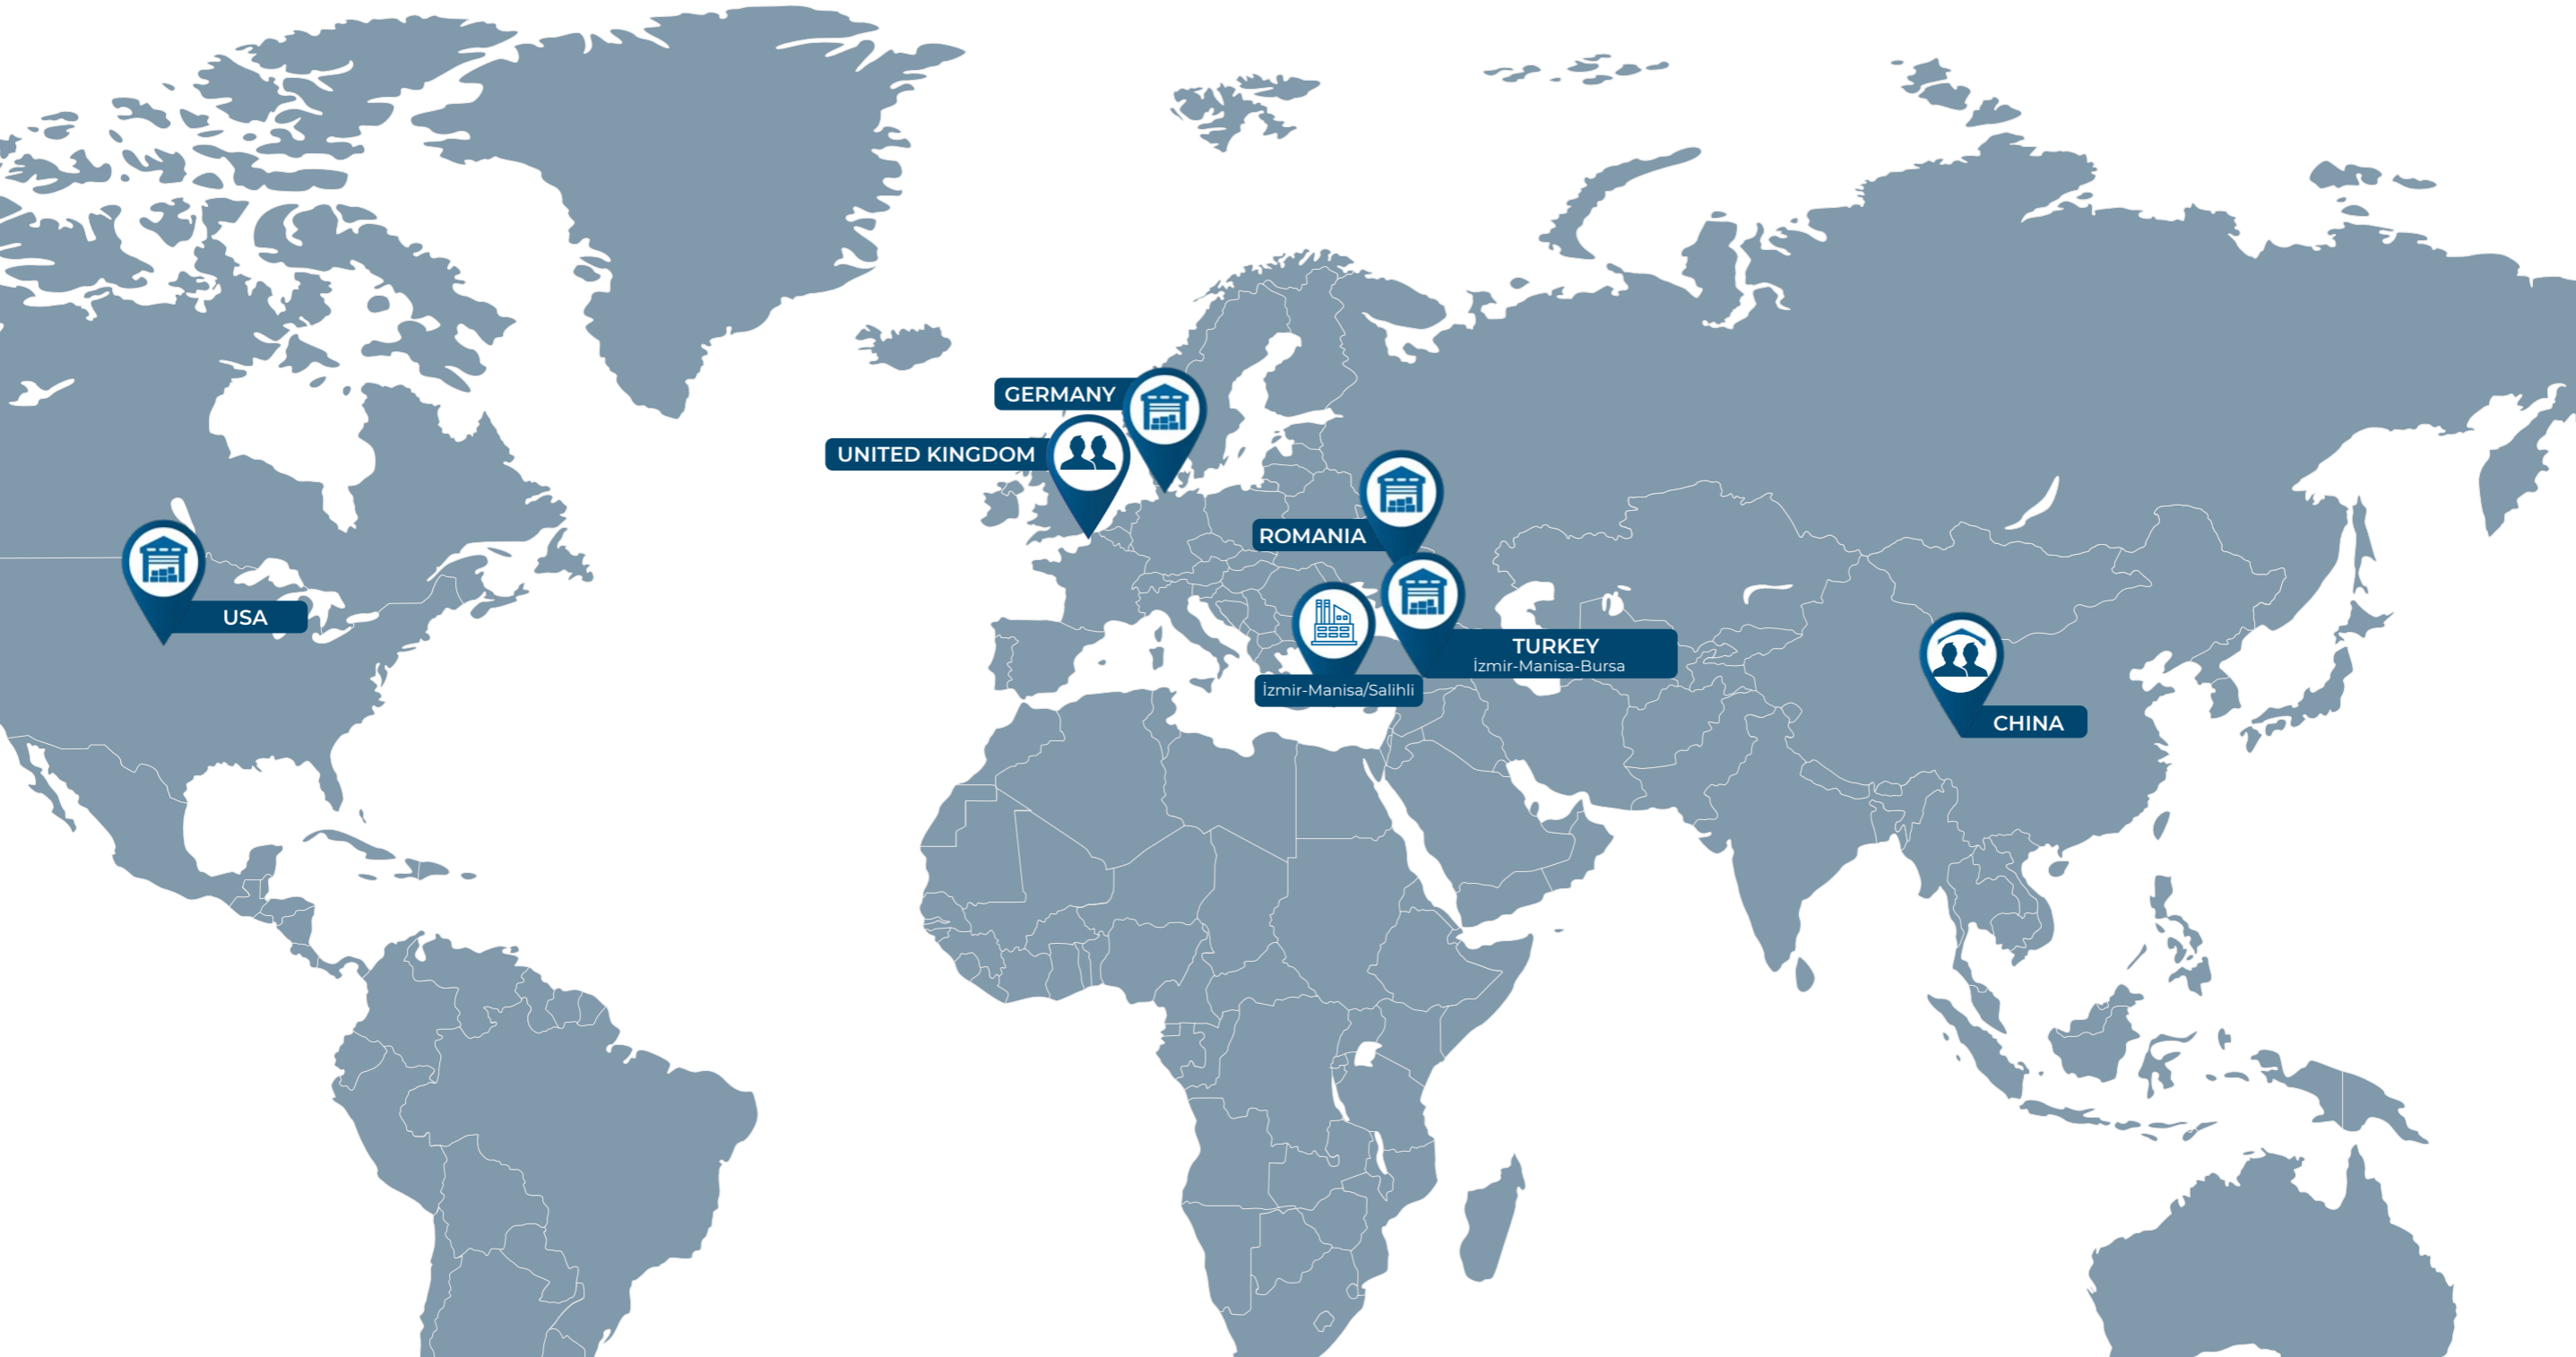 GERMANY
UNITED KINGDOM
ROMANIA
USA
TURKEY
İzmir-Manisa-Bursa
İzmir-Manisa/Salihli
CHINA